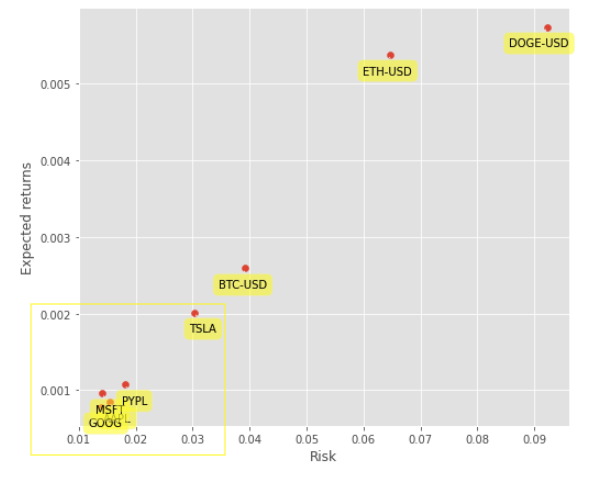 DOGE-USD
ETH-USD
0.005
0.004
Expected returns
0.003
BTC-USD
0.002
TSLA
0.001
PYPL
MSFT
AAPL
GOOG
0.01 0.02 0.03 0.04 0.05 0.06 0.07 0.08 0.09
Risk